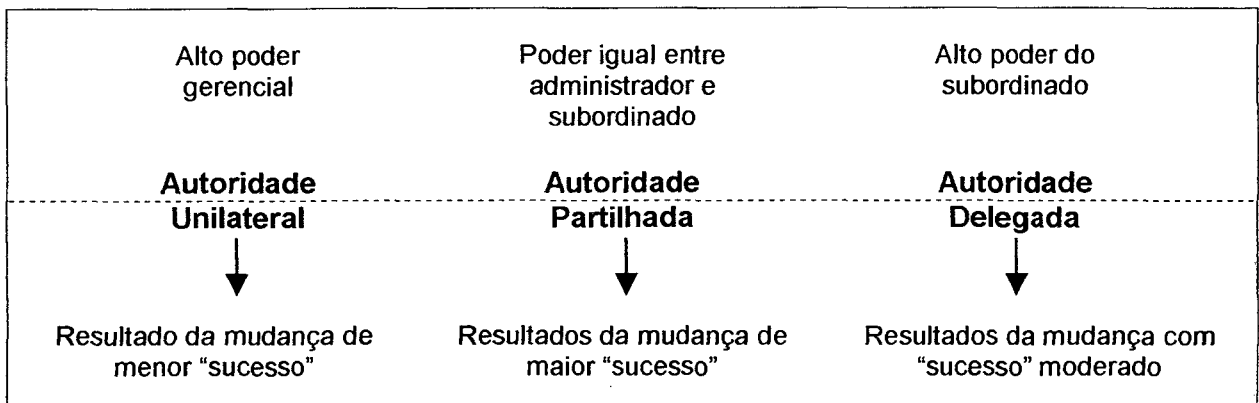 Alto poder
gerencial
Poder igual entre
administrador e
subordinado
Alto poder do
subordinado
Autoridade
Unilateral
Autoridade
Partilhada
Autoridade
Delegada
Resultado da mudança de
menor “sucesso”
Resultados da mudança de
maior “sucesso”
Resultados da mudança com
“sucesso” moderado